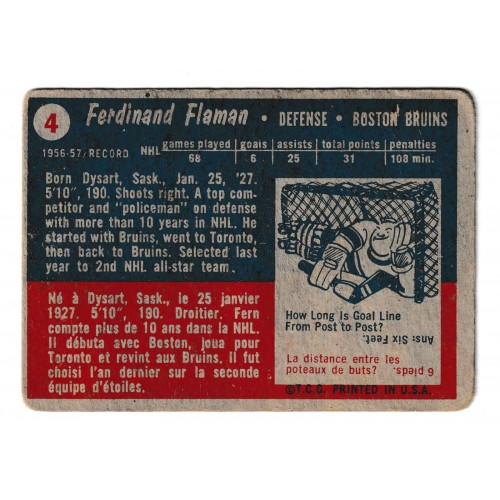 4
Ferdinand Flaman • DEFENSE • BOSTON BRUINS
games played goals assists total points penalties
1956-57/RECORD NHL 68 6 25 31 108 min.
Born Dysart, Sask., Jan. 25, '27.
5'10", 190. Shoots right. A top com-
petitor and "policeman" on defense
with more than 10 years in NHL. He
started with Bruins, went to Toronto,
then back to Bruins. Selected last
year to 2nd NHL all-star team.
Né à Dysart, Sask., le 25 janvier
1927. 5'10", 190. Droitier. Fern
compte plus de 10 ans dans la NHL.
Il débuta avec Boston, joua pour
Toronto et revint aux Bruins. Il fut
choisi l'an dernier sur la seconde
équipe d'étoiles.
How Long Is Goal Line
From Post to Post?
Ans: Six Feet.
La distance entre les
poteaux de buts?
6 pieds.
©T.C.G. PRINTED IN U.S.A.